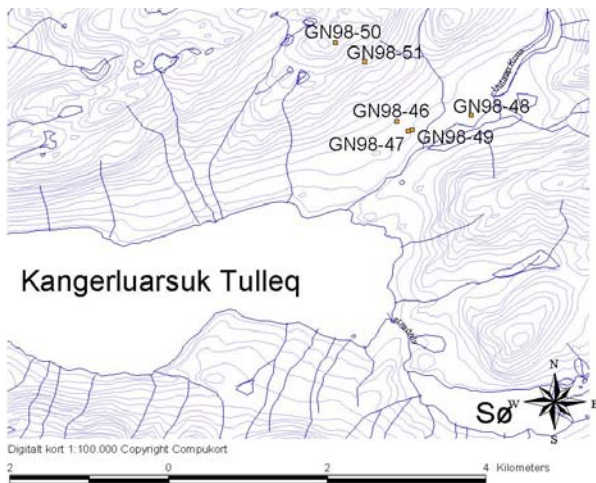 GN98-50
GN98-51
GN98-46
GN98-48
GN98-47
GN98-49
Kangerluarsuk Tulleq
Sø
N
W
E
S
Digitalt kort 1:100.000 Copyright Compukort
2 0 2 4 Kilometers